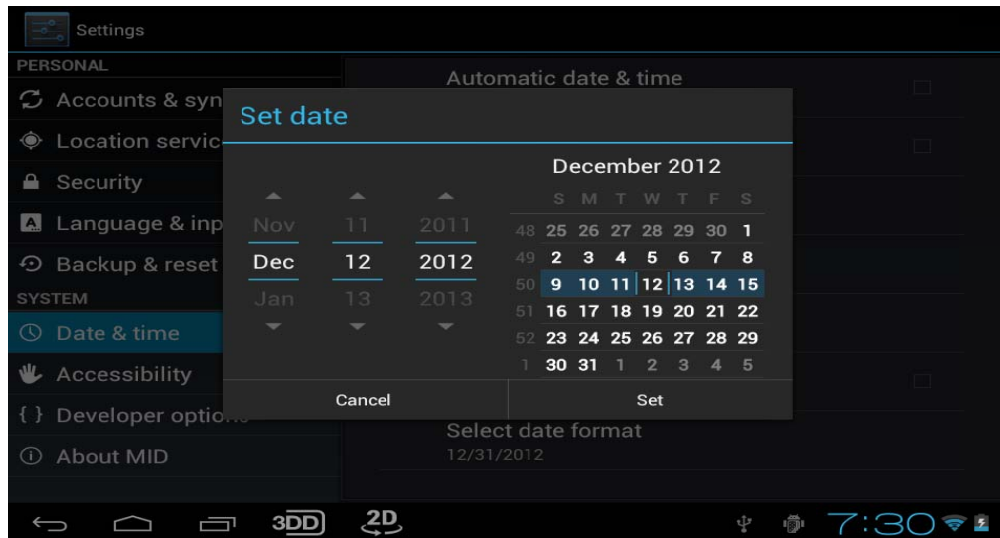 Settings
PERSONAL
Accounts & syn
Location servic
Security
Language & inp
Backup & reset
SYSTEM
Date & time
Accessibility
{ } Developer options
About MID
Automatic date & time
Set date
Nov 11 2011
Dec 12 2012
Jan 13 2013
December 2012
S M T W T F S
48 25 26 27 28 29 30 1
49 2 3 4 5 6 7 8
50 9 10 11 12 13 14 15
51 16 17 18 19 20 21 22
52 23 24 25 26 27 28 29
1 30 31 1 2 3 4 5
Cancel Set
Select date format
12/31/2012
3DD 2D 7:30